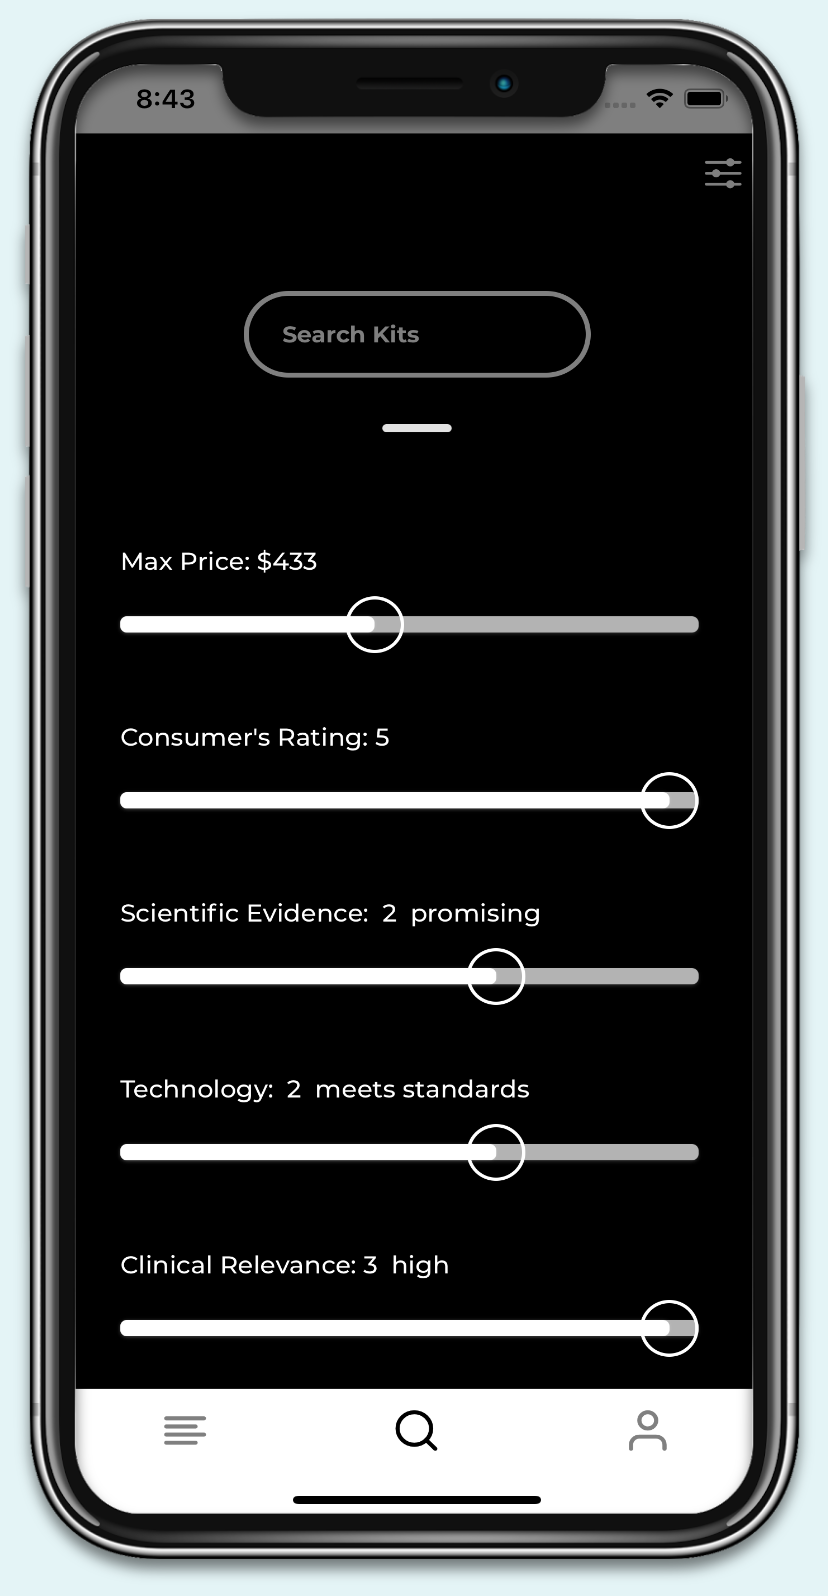 8:43
Search Kits
Max Price: $433
Consumer's Rating: 5
Scientific Evidence:  2  promising
Technology:  2  meets standards
Clinical Relevance: 3  high